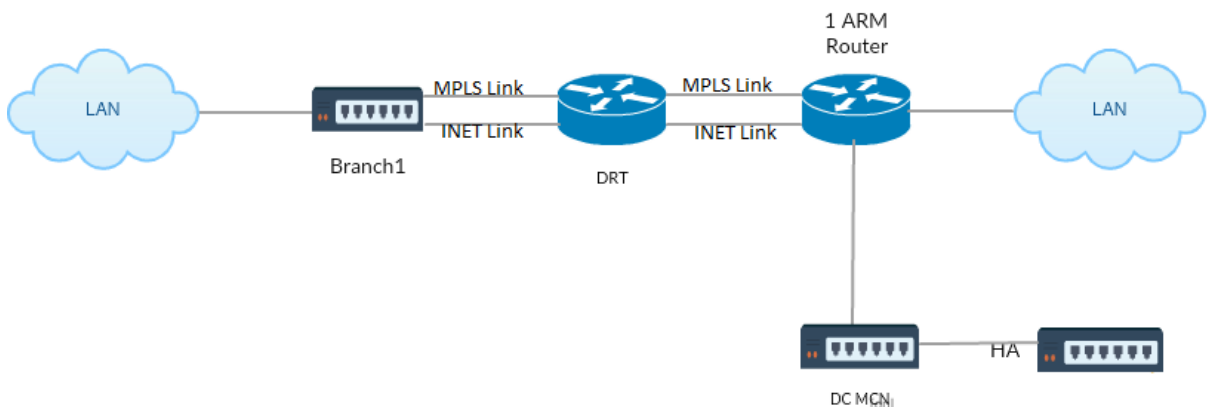 1 ARM
Router
LAN
MPLS Link
MPLS Link
LAN
INET Link
INET Link
Branch1
DRT
HA
DC MCN